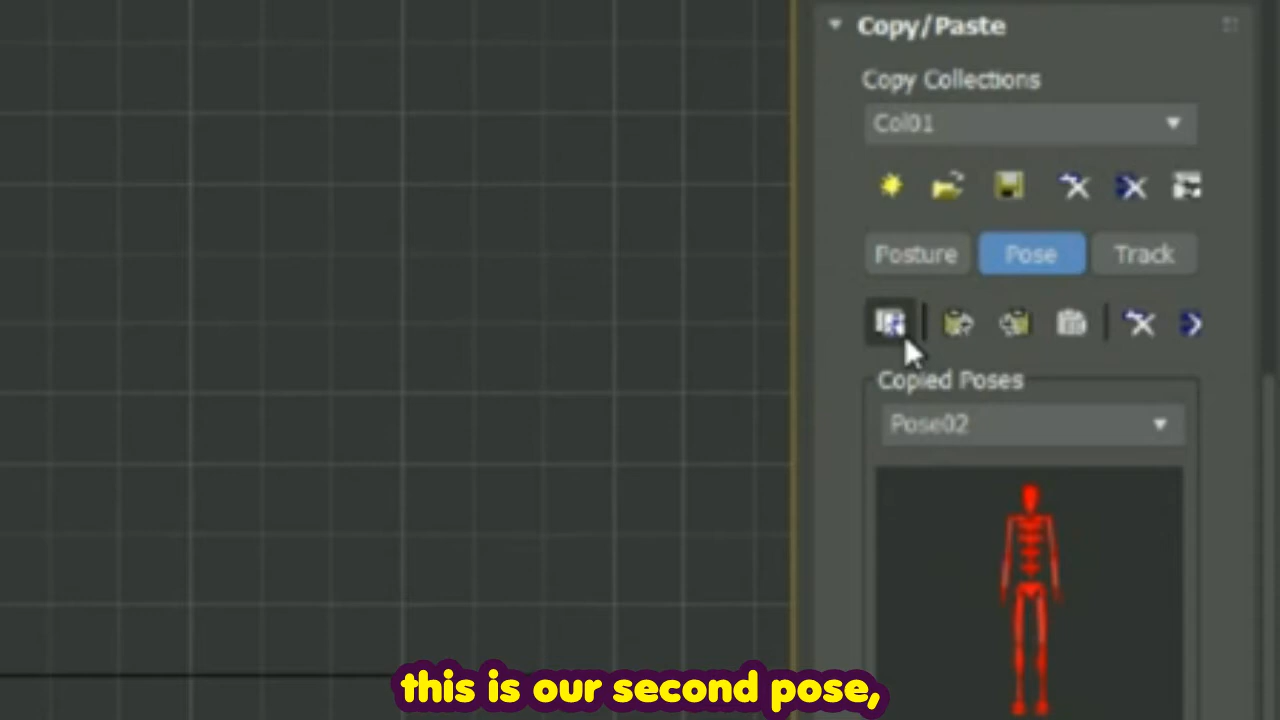 Copy/Paste
Copy Collections
Col01
Posture Pose Track
Copied Poses
Pose02
this is our second pose,